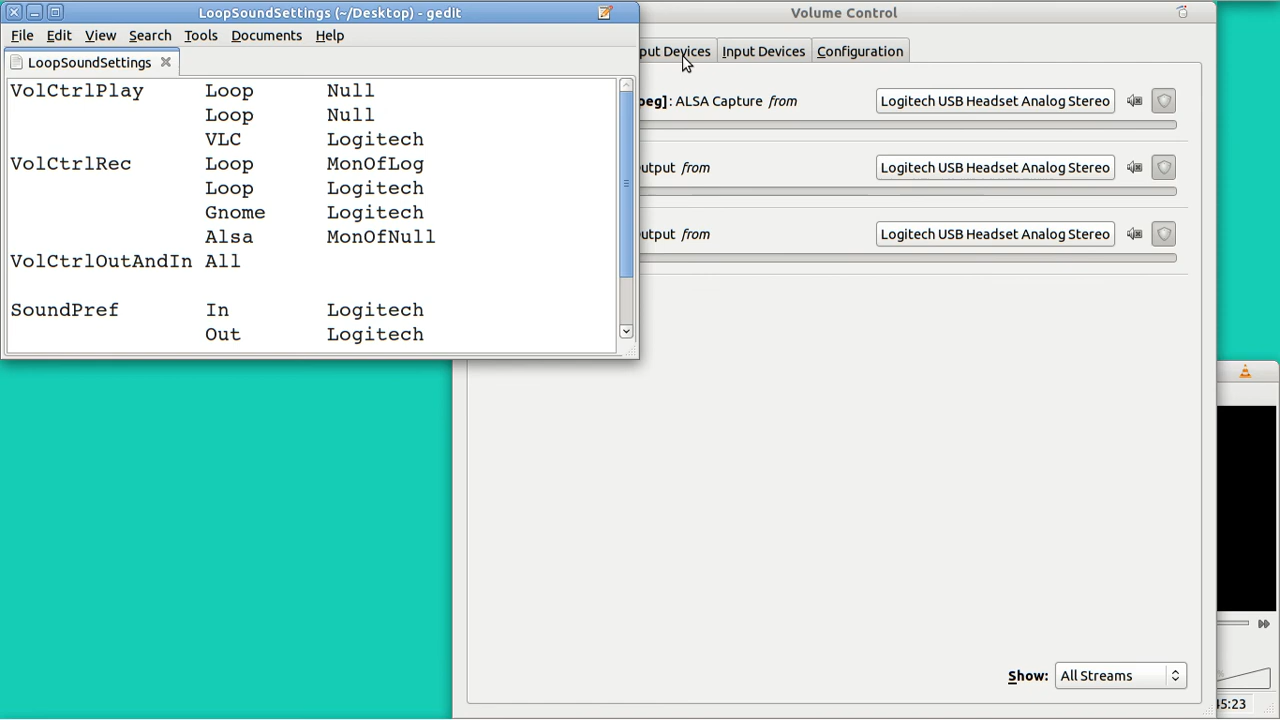 LoopSoundSettings (~/Desktop) - gedit
File Edit View Search Tools Documents Help
LoopSoundSettings
VolCtrlPlay Loop Null
Loop Null
VLC Logitech
VolCtrlRec Loop MonOfLog
Loop Logitech
Gnome Logitech
Alsa MonOfNull
VolCtrlOutAndIn All
SoundPref In Logitech
Out Logitech
Volume Control
put Devices Input Devices Configuration
peg]: ALSA Capture from Logitech USB Headset Analog Stereo
utput from Logitech USB Headset Analog Stereo
utput from Logitech USB Headset Analog Stereo
Show: All Streams
45:23